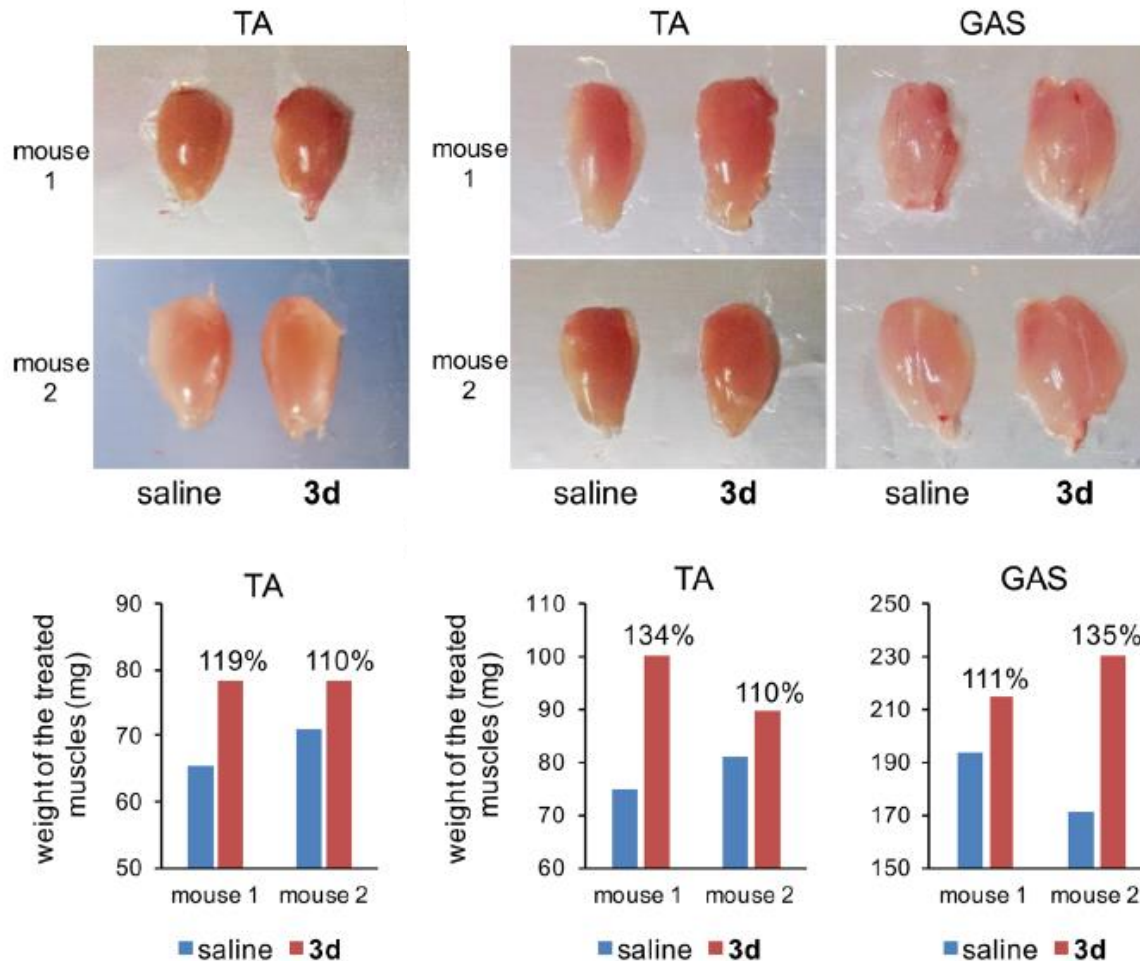 TA
TA
GAS
mouse
1
mouse
1
mouse
2
mouse
2
saline
3d
saline
3d
saline
3d
TA
weight of the treated
muscles (mg)
90
80
70
60
50
119%
110%
mouse 1
mouse 2
saline
3d
TA
weight of the treated
muscles (mg)
110
100
90
80
70
60
134%
110%
mouse 1
mouse 2
saline
3d
GAS
250
230
210
190
170
150
111%
135%
mouse 1
mouse 2
saline
3d